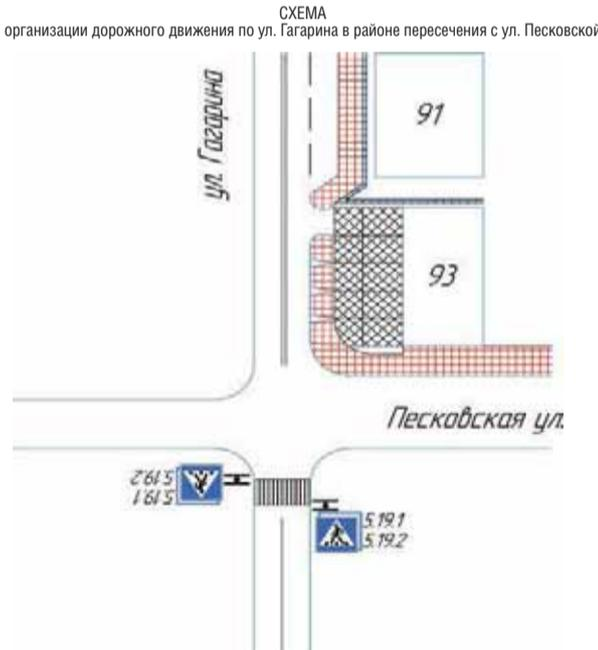 СХЕМА
организации дорожного движения по ул. Гагарина в районе пересечения с ул. Песковской
ул. Гагарина
91
93
Песковская ул.
5.19.2
5.19.1
5.19.1
5.19.2